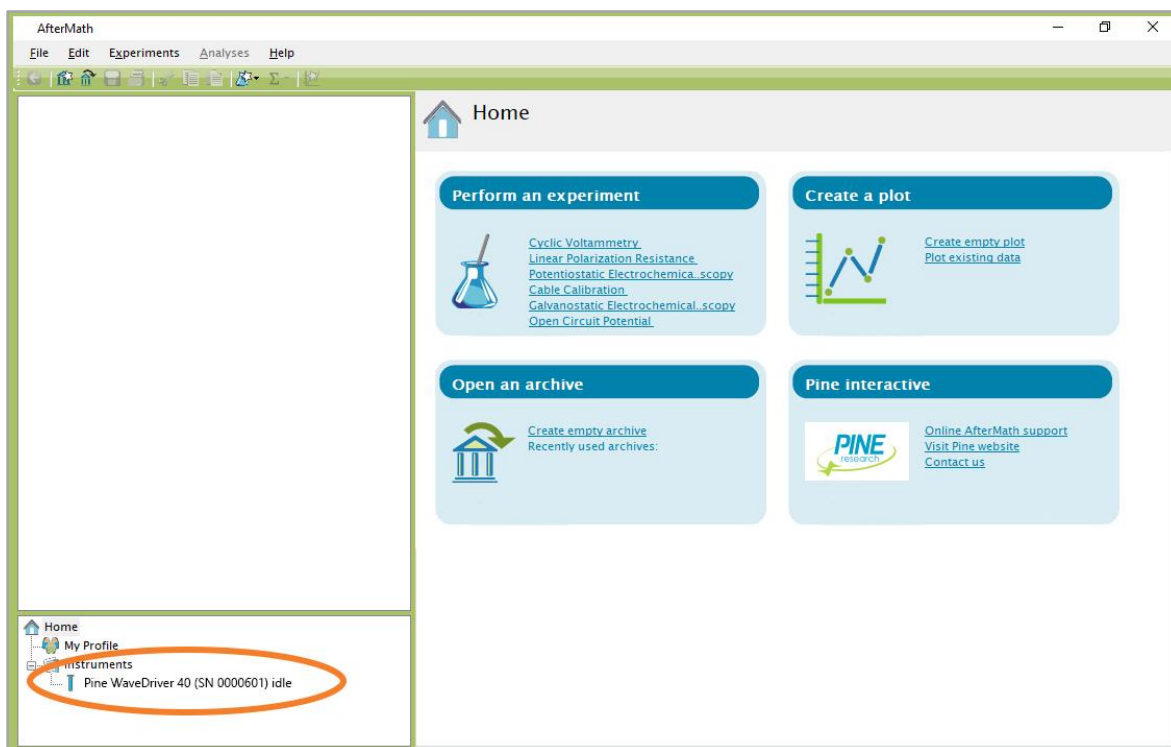 AfterMath
File Edit Experiments Analyses Help
Home
Perform an experiment
Cyclic Voltammetry
Linear Polarization Resistance
Potentiostatic Electrochemica..scopy
Cable Calibration
Galvanostatic Electrochemical..scopy
Open Circuit Potential
Create a plot
Create empty plot
Plot existing data
Open an archive
Create empty archive
Recently used archives:
Pine interactive
PINE
research
Online AfterMath support
Visit Pine website
Contact us
Home
My Profile
Instruments
Pine WaveDriver 40 (SN 0000601) idle